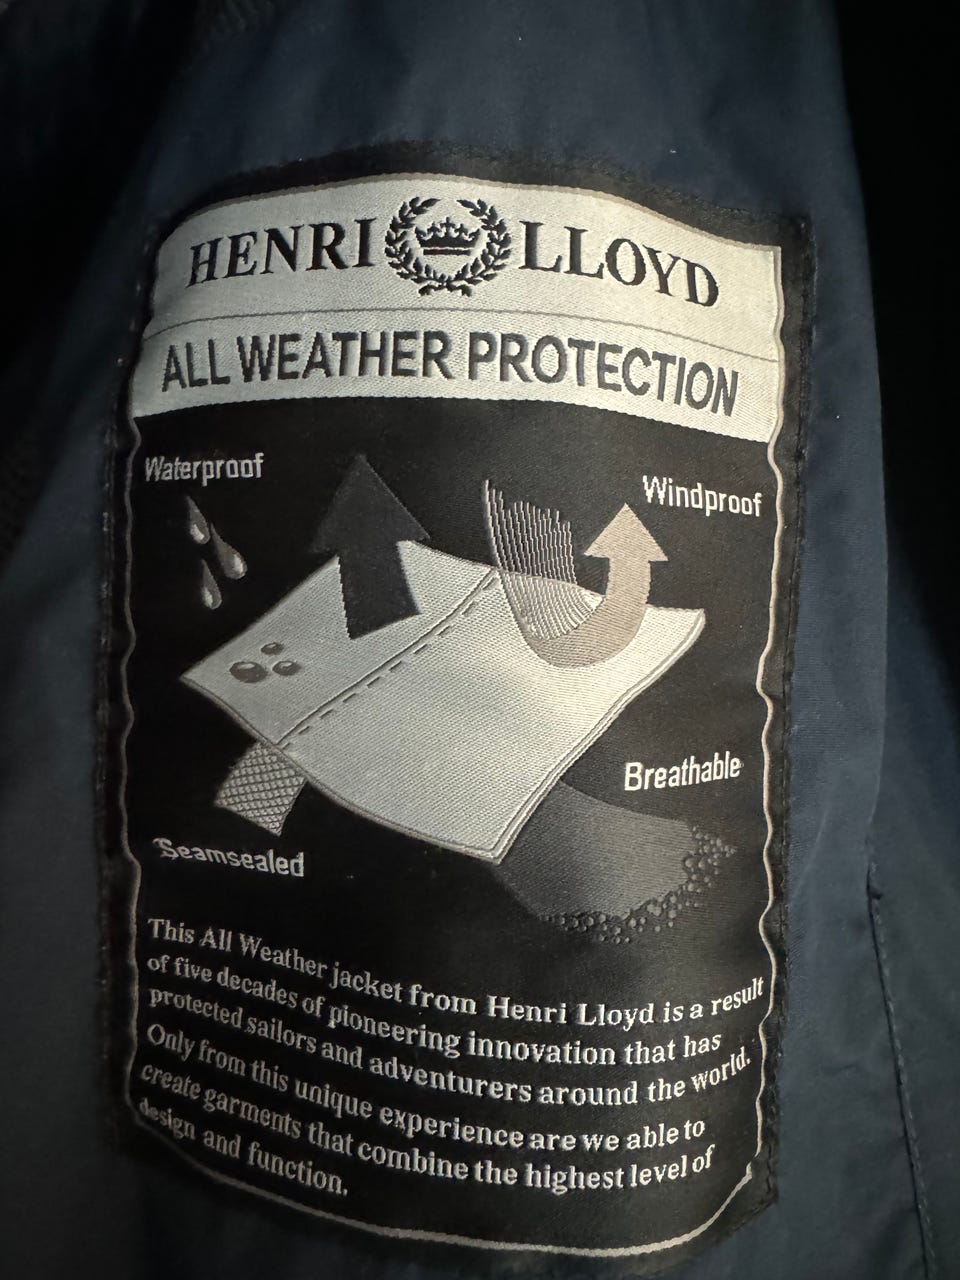 HENRI LLOYD
ALL WEATHER PROTECTION
Waterproof
Windproof
Breathable
Seamsealed
This All Weather jacket from Henri Lloyd is a result
of five decades of pioneering innovation that has
protected sailors and adventurers around the world.
Only from this unique experience are we able to
create garments that combine the highest level of
design and function.